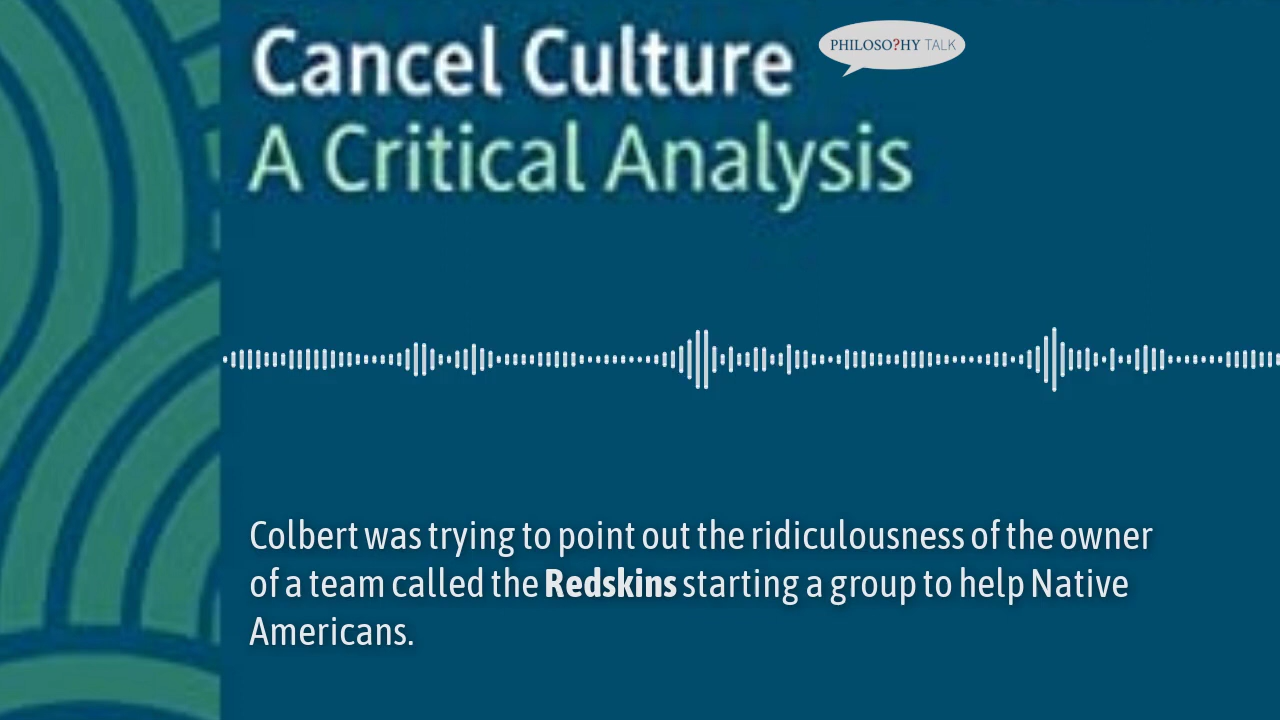 Cancel Culture
PHILOSO?HY TALK
A Critical Analysis
Colbert was trying to point out the ridiculousness of the owner
of a team called the Redskins starting a group to help Native
Americans.